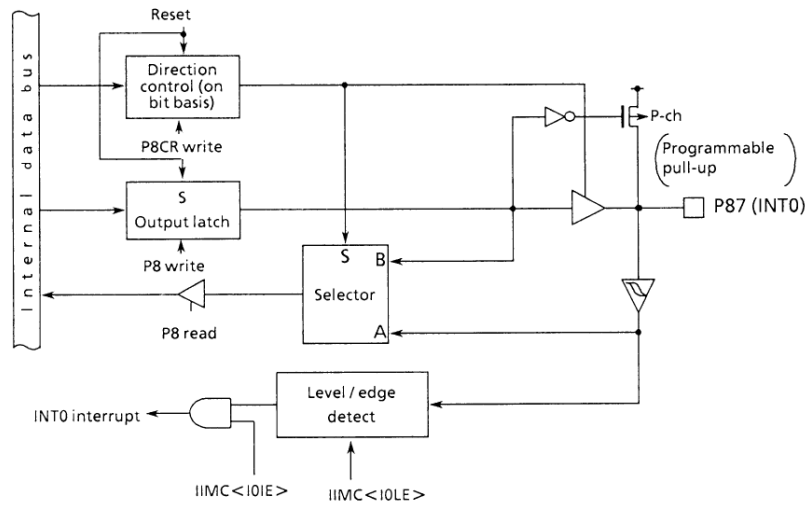 Reset
Internal data bus
Direction
control (on
bit basis)
P-ch
P8CR write
(Programmable
pull-up)
S
Output latch
P87 (INT0)
P8 write
S
B
Selector
A
P8 read
Level / edge
detect
INT0 interrupt
IIMC<I0IE>
IIMC<I0LE>